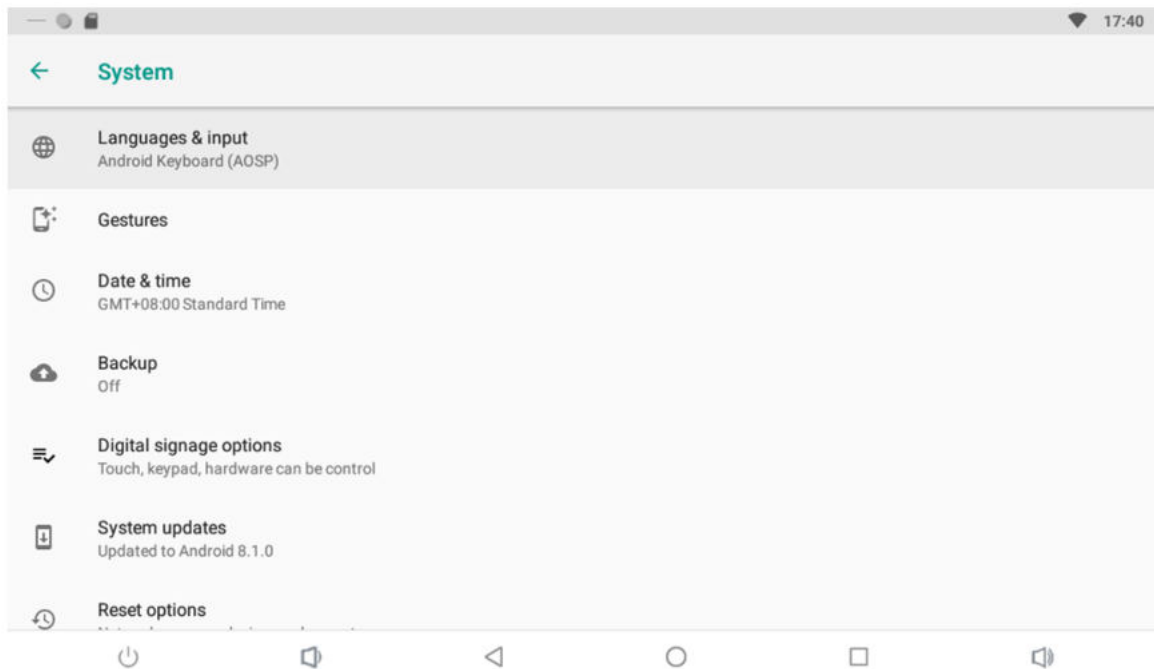 17:40
System
Languages & input
Android Keyboard (AOSP)
Gestures
Date & time
GMT+08:00 Standard Time
Backup
Off
Digital signage options
Touch, keypad, hardware can be control
System updates
Updated to Android 8.1.0
Reset options